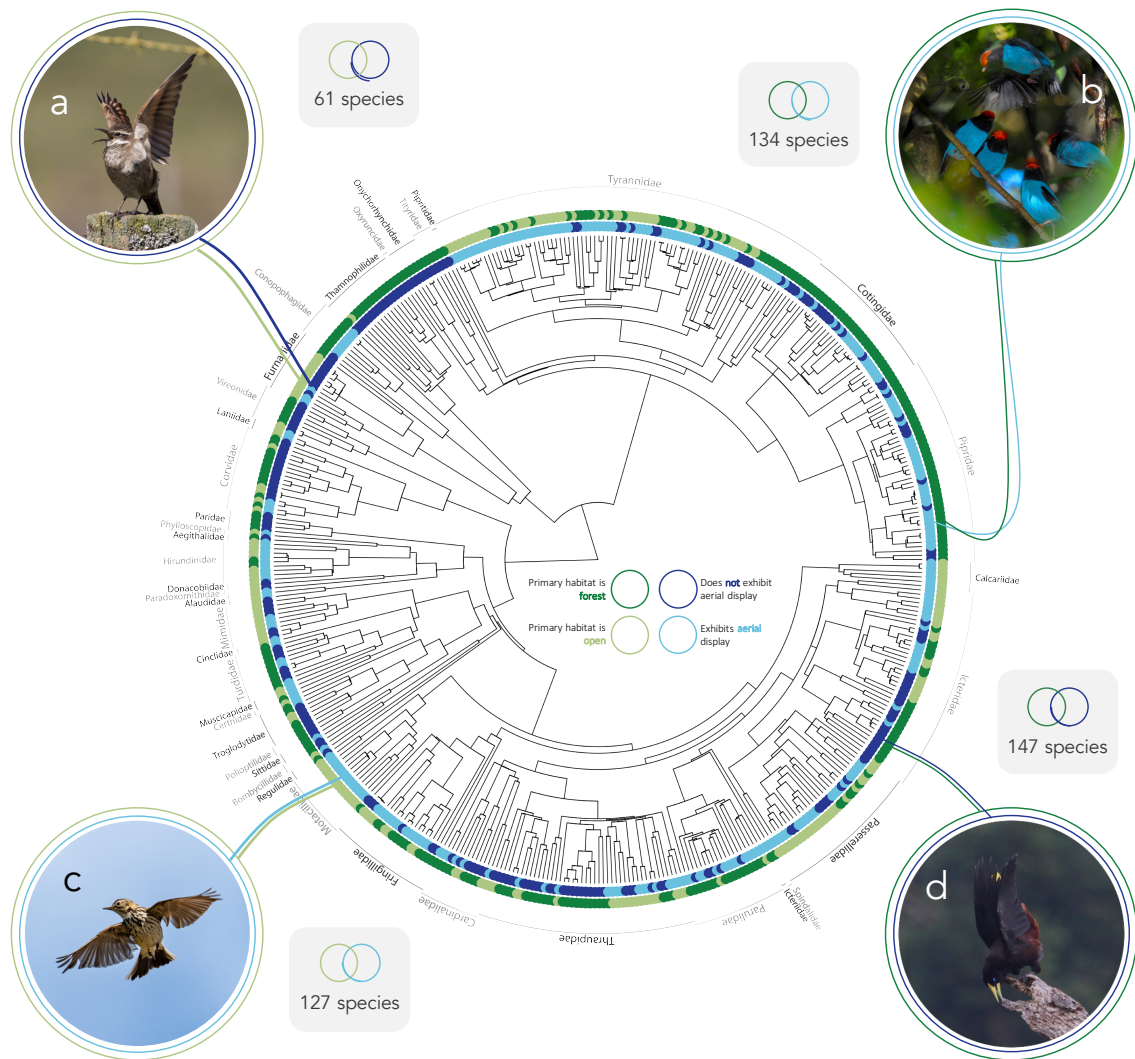 a
61 species
b
134 species
Tyrannidae
Pipritidae
Tityridae
Onychorhynchidae
Oxyruncidae
Thamnophilidae
Conopophagidae
Furnariidae
Vireonidae
Laniidae
Corvidae
Paridae
Phylloscopidae
Aegithalidae
Hirundinidae
Donacobiidae
Paradoxornithidae
Alaudidae
Mimidae
Cinclidae
Turdidae
Muscicapidae
Certhidae
Troglodytidae
Polioptilidae
Sittidae
Bombycillidae
Regulidae
Motacillidae
Fringillidae
Cardinalidae
Thraupidae
Parulidae
Icteriidae
Spindalidae
Passerellidae
Icteridae
Calcariidae
Pipridae
Cotingidae
Primary habitat is
forest
Does not exhibit
aerial display
Primary habitat is
open
Exhibits aerial
display
147 species
c
127 species
d